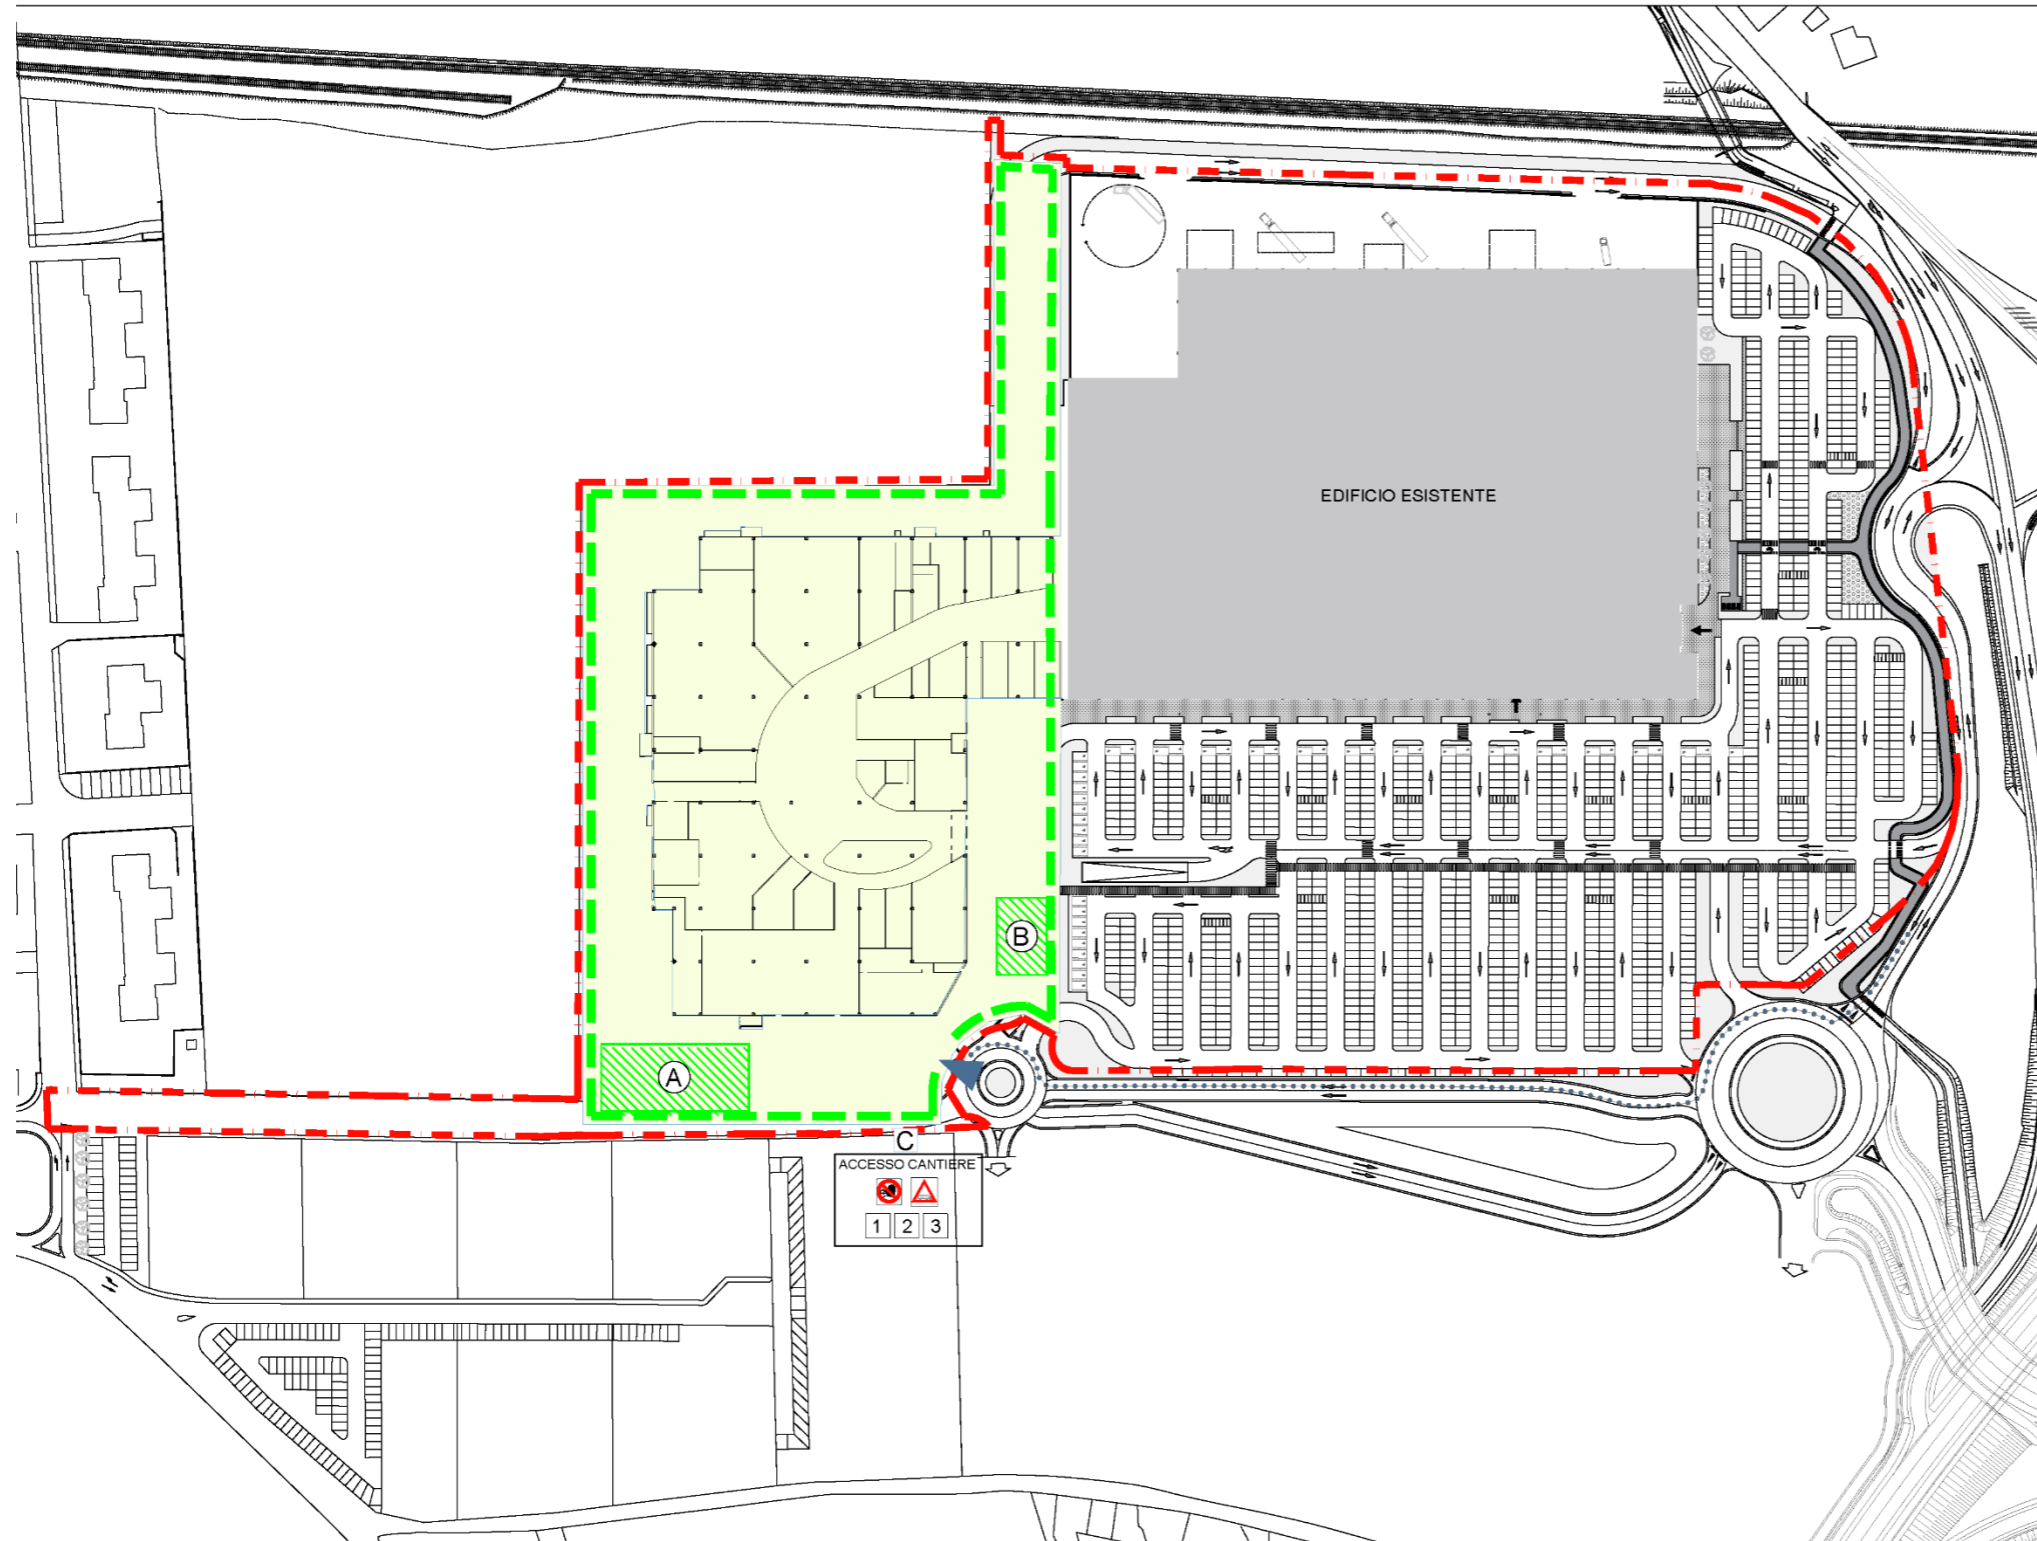 EDIFICIO ESISTENTE
B
A
C
ACCESSO CANTIERE
1 2 3